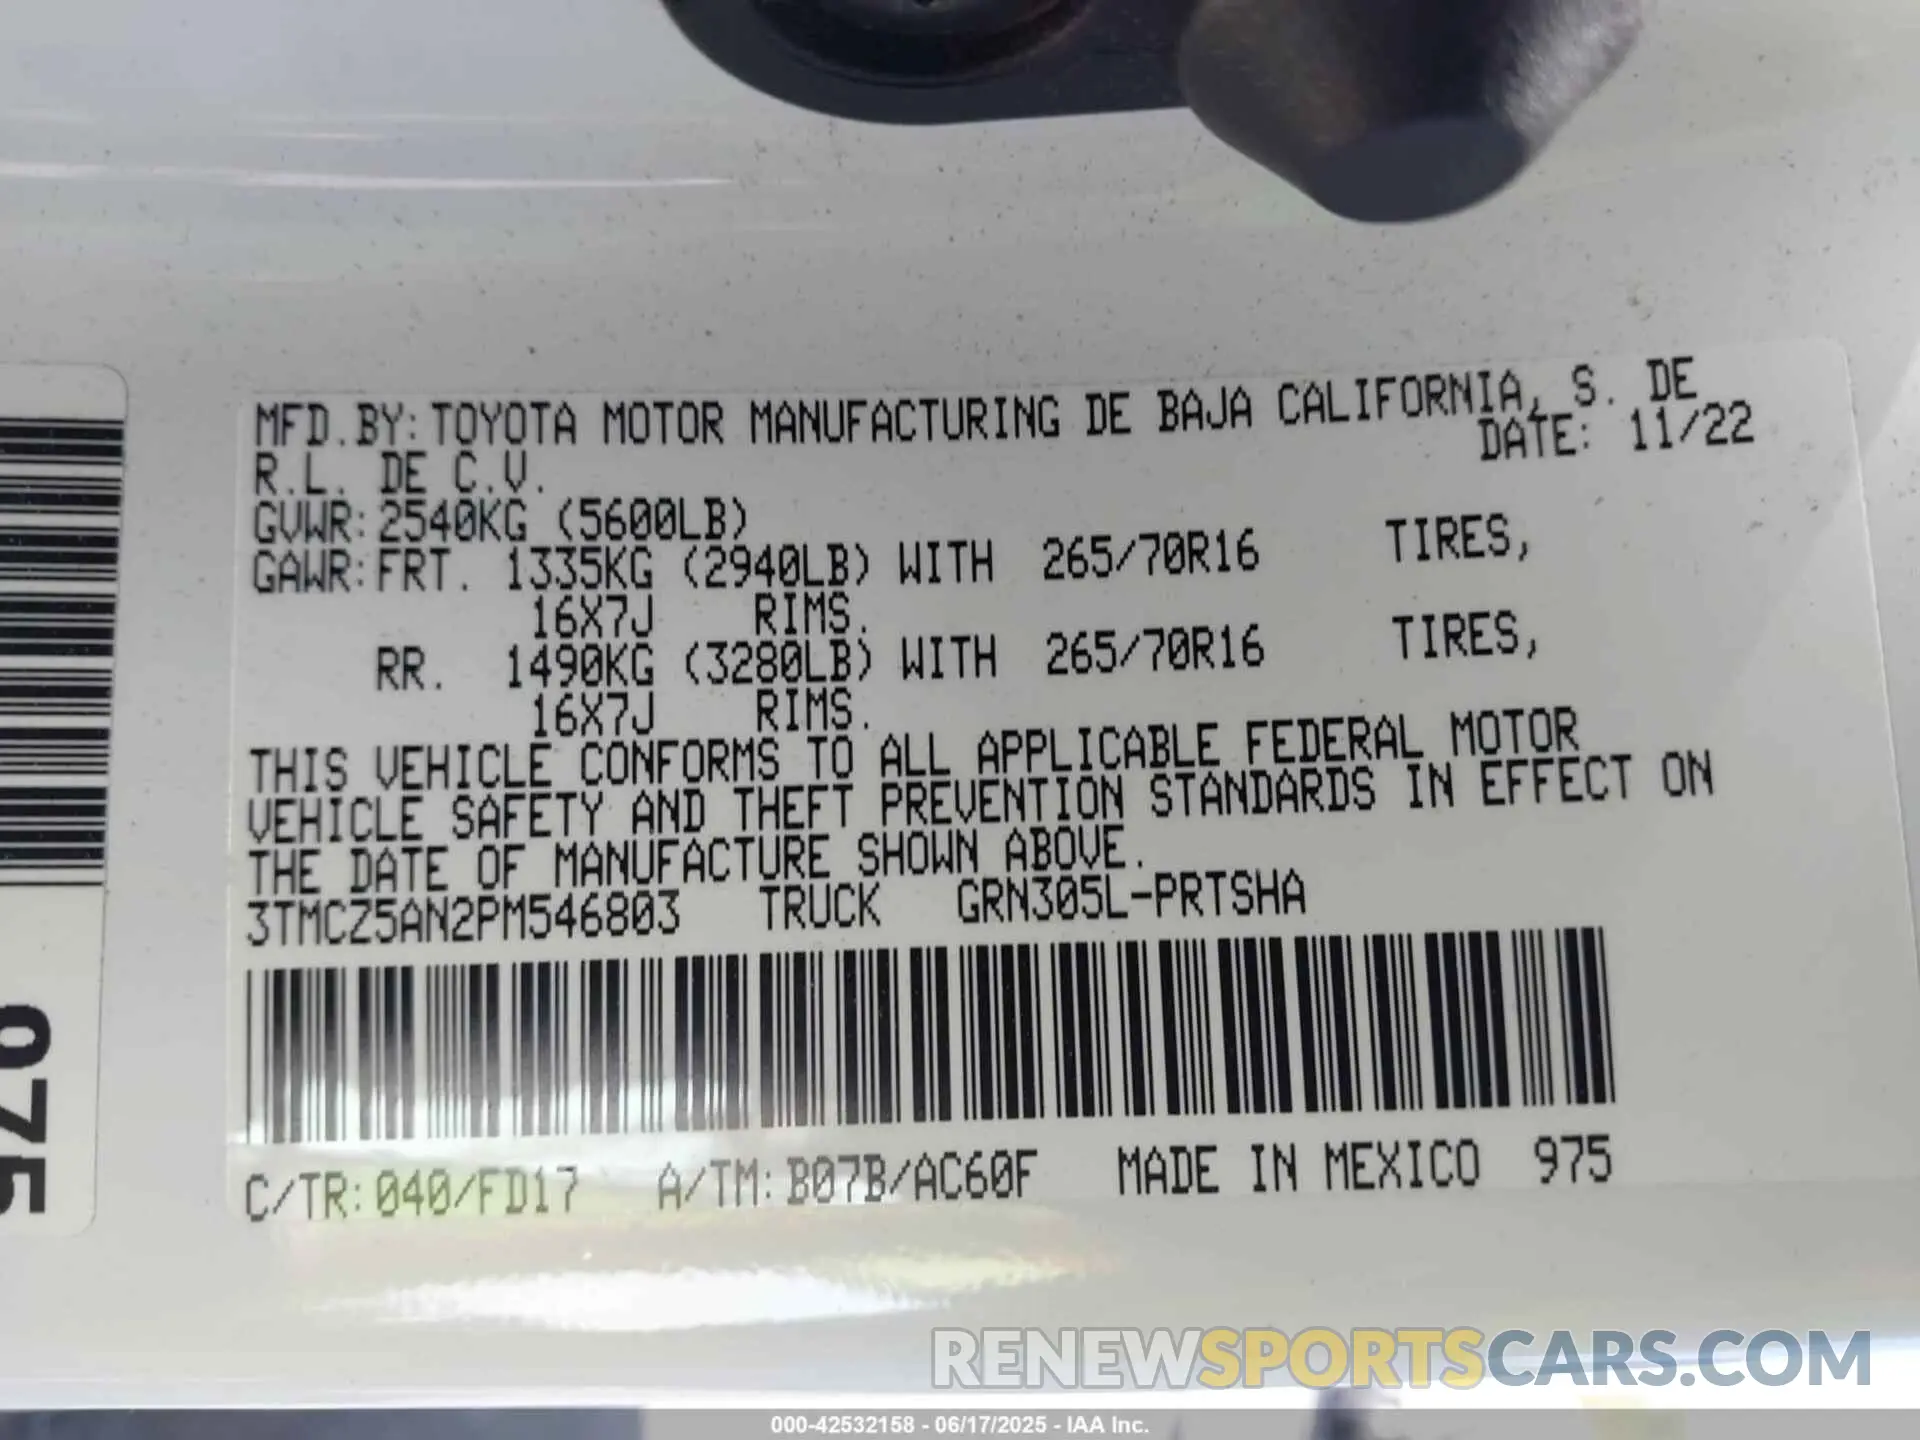 MFD.BY:TOYOTA MOTOR MANUFACTURING DE BAJA CALIFORNIA, S. DE
R.L. DE C.V. DATE: 11/22
GVWR:2540KG (5600LB)
GAWR:FRT. 1335KG (2940LB) WITH 265/70R16 TIRES,
16X7J RIMS.
RR. 1490KG (3280LB) WITH 265/70R16 TIRES,
16X7J RIMS.
THIS VEHICLE CONFORMS TO ALL APPLICABLE FEDERAL MOTOR
VEHICLE SAFETY AND THEFT PREVENTION STANDARDS IN EFFECT ON
THE DATE OF MANUFACTURE SHOWN ABOVE.
3TMCZ5AN2PM546803 TRUCK GRN305L-PRTSHA
C/TR:040/FD17 A/TM:B07B/AC60F MADE IN MEXICO 975
975
RENEWSPORTSCARS.COM
000-42532158 - 06/17/2025 - IAA Inc.